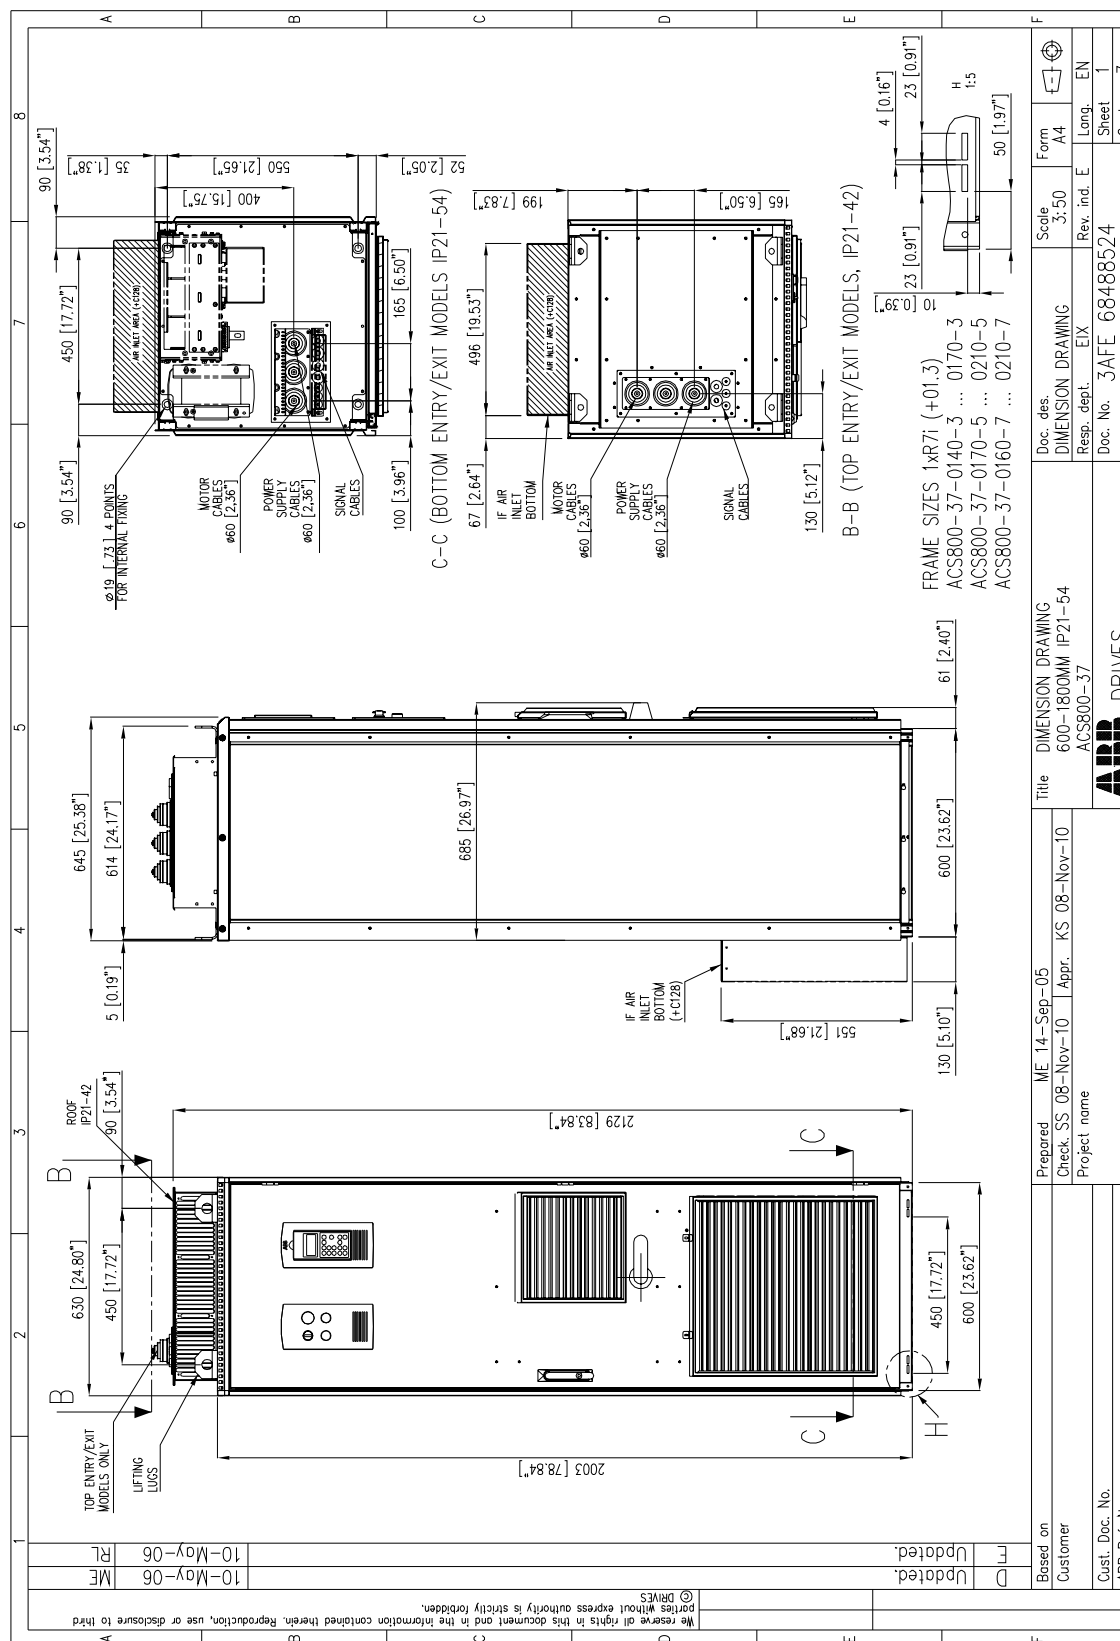 A
B
C
D
E
F
8
7
6
5
4
3
2
1
90 [3.54"]
35 [1.38"]
550 [21.65"]
52 [2.05"]
400 [15.75"]
450 [17.72"]
AIR INLET AREA (+C128)
165 [6.50"]
90 [3.54"]
100 [3.96"]
ø19 [.73] 4 POINTS
FOR INTERNAL FIXING
MOTOR
CABLES
ø60 [2,36"]
POWER
SUPPLY
CABLES
ø60 [2,36"]
SIGNAL
CABLES
C-C (BOTTOM ENTRY/EXIT MODELS IP21-54)
199 [7.83"]
165 [6.50"]
496 [19.53"]
AIR INLET AREA (+C128)
67 [2.64"]
IF AIR
INLET
BOTTOM
MOTOR
CABLES
ø60 [2,36"]
POWER
SUPPLY
CABLES
ø60 [2,36"]
SIGNAL
CABLES
130 [5.12"]
B-B (TOP ENTRY/EXIT MODELS, IP21-42)
4 [0.16"]
23 [0.91"]
H
1:5
50 [1.97"]
23 [0.91"]
10 [0.39"]
FRAME SIZES 1xR7i (+01.3)
ACS800-37-0140-3 ... 0170-3
ACS800-37-0170-5 ... 0210-5
ACS800-37-0160-7 ... 0210-7
645 [25.38"]
614 [24.17"]
5 [0.19"]
685 [26.97"]
61 [2.40"]
600 [23.62"]
130 [5.10"]
551 [21.68"]
IF AIR
INLET
BOTTOM
(+C128)
ROOF
IP21-42
90 [3.54"]
B
B
630 [24.80"]
450 [17.72"]
2129 [83.84"]
C
C
450 [17.72"]
600 [23.62"]
H
2003 [78.84"]
TOP ENTRY/EXIT
MODELS ONLY
LIFTING
LUGS
E Updated. 10-May-06 RL
D Updated. 10-May-06 ME
We reserve all rights in this document and in the information contained therein. Reproduction, use or disclosure to third
parties without express authority is strictly forbidden.
© DRIVES
Based on
Customer
Cust. Doc. No.
Prepared ME 14-Sep-05
Check. SS 08-Nov-10 Appr. KS 08-Nov-10
Project name
Title DIMENSION DRAWING
600-1800MM IP21-54
ACS800-37
ABB DRIVES
Doc. des.
DIMENSION DRAWING
Resp. dept. EIX
Doc. No. 3AFE 68488524
Scale
3:50
Rev. ind. E
Form
A4
Lang. EN
Sheet 1
A
B
C
D
E